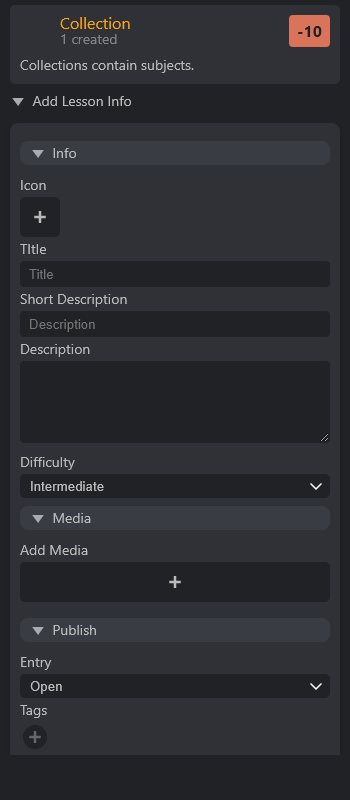 Collection
1 created
-10
Collections contain subjects.
Add Lesson Info
Info
Icon
+
TItle
Title
Short Description
Description
Description
Difficulty
Intermediate
Media
Add Media
+
Publish
Entry
Open
Tags
+